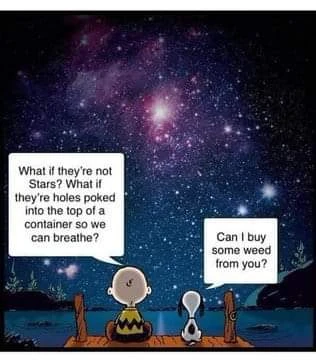 What if they're not
Stars? What if
they're holes poked
into the top of a
container so we
can breathe?
Can I buy
some weed
from you?